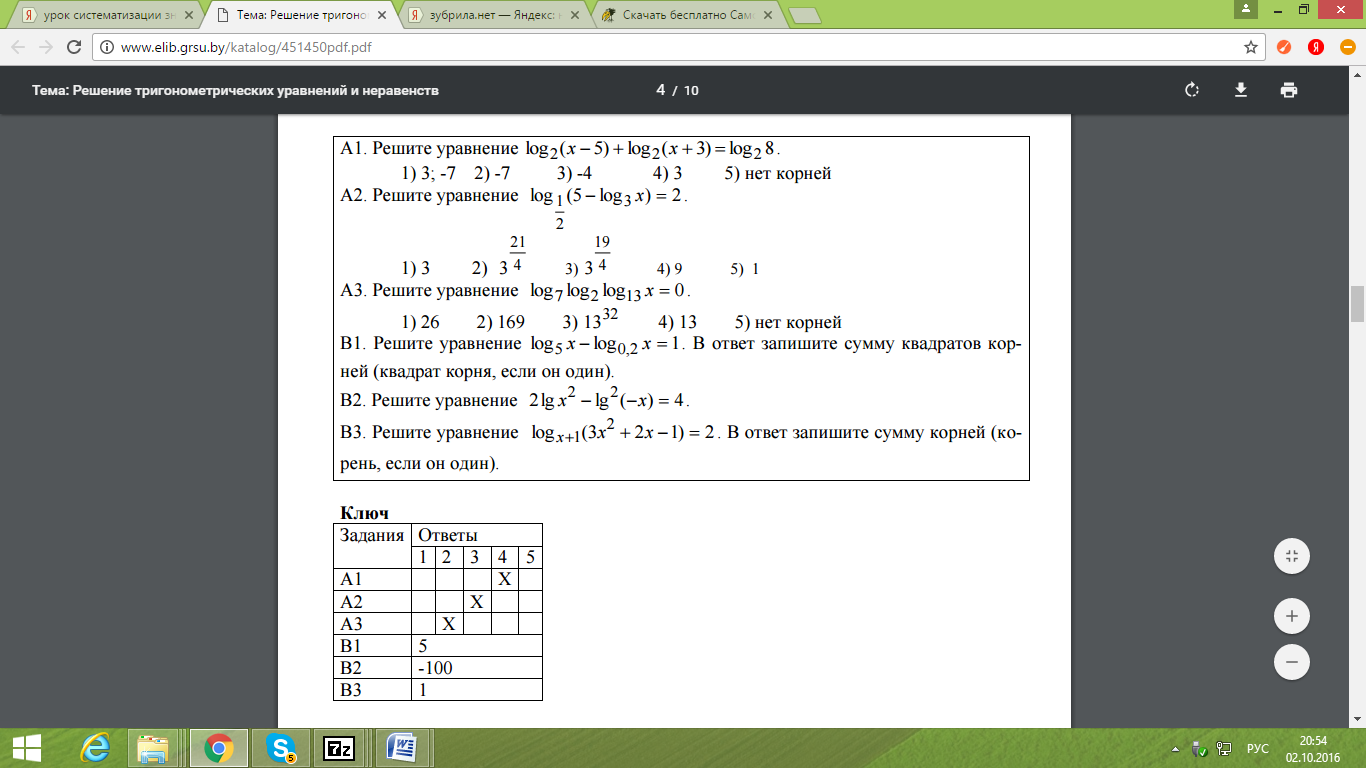 урок систематизации зн
Тема: Решение тригоно
зубрила.нет — Яндекс: н
Скачать бесплатно Сам
www.elib.grsu.by/katalog/451450pdf.pdf
Тема: Решение тригонометрических уравнений и неравенств 4 / 10
А1. Решите уравнение log₂(x − 5) + log₂(x + 3) = log₂ 8.
1) 3; -7 2) -7 3) -4 4) 3 5) нет корней
А2. Решите уравнение log_{1/2}(5 − log₃ x) = 2.
1) 3 2) 3^{21/4} 3) 3^{19/4} 4) 9 5) 1
А3. Решите уравнение log₇ log₂ log₁₃ x = 0.
1) 26 2) 169 3) 13³² 4) 13 5) нет корней
В1. Решите уравнение log₅ x − log_{0,2} x = 1. В ответ запишите сумму квадратов кор-
ней (квадрат корня, если он один).
В2. Решите уравнение 2 lg x² − lg²(−x) = 4.
В3. Решите уравнение log_{x+1}(3x² + 2x − 1) = 2. В ответ запишите сумму корней (ко-
рень, если он один).
Ключ
Задания Ответы
1 2 3 4 5
А1 X
А2 X
А3 X
В1 5
В2 -100
В3 1
РУС
20:54
02.10.2016